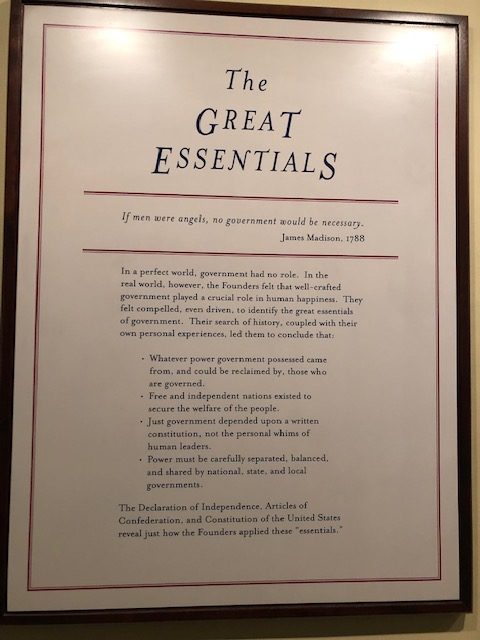 The
GREAT
ESSENTIALS
If men were angels, no government would be necessary.
James Madison, 1788
In a perfect world, government had no role. In the
real world, however, the Founders felt that well-crafted
government played a crucial role in human happiness. They
felt compelled, even driven, to identify the great essentials
of government. Their search of history, coupled with their
own personal experiences, led them to conclude that:
· Whatever power government possessed came
from, and could be reclaimed by, those who
are governed.
· Free and independent nations existed to
secure the welfare of the people.
· Just government depended upon a written
constitution, not the personal whims of
human leaders.
· Power must be carefully separated, balanced,
and shared by national, state, and local
governments.
The Declaration of Independence, Articles of
Confederation, and Constitution of the United States
reveal just how the Founders applied these "essentials."